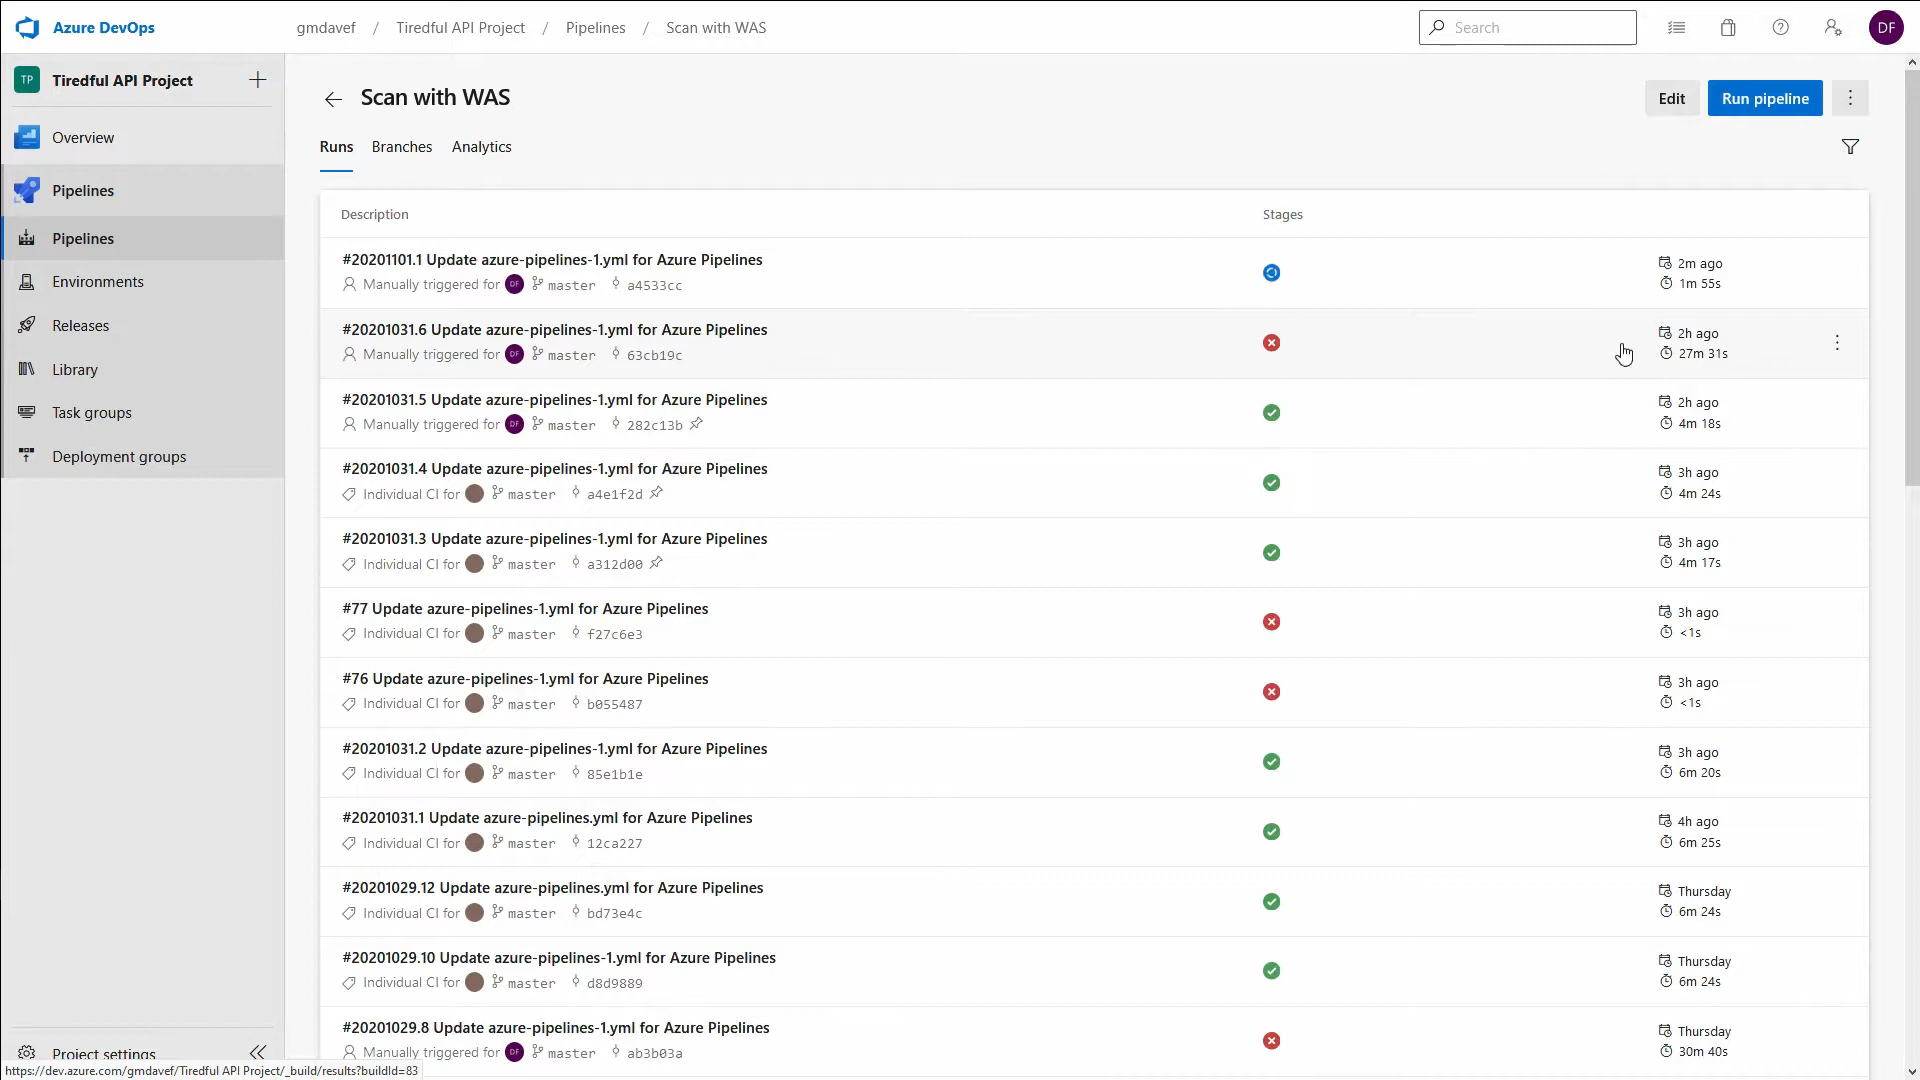 Azure DevOps
gmdavef / Tiredful API Project / Pipelines / Scan with WAS
Search
DF
TP
Tiredful API Project
Overview
Pipelines
Pipelines
Environments
Releases
Library
Task groups
Deployment groups
Project settings
Scan with WAS
Edit
Run pipeline
Runs
Branches
Analytics
Description
Stages
#20201101.1 Update azure-pipelines-1.yml for Azure Pipelines
Manually triggered for DF master a4533cc
2m ago
1m 55s
#20201031.6 Update azure-pipelines-1.yml for Azure Pipelines
Manually triggered for DF master 63cb19c
2h ago
27m 31s
#20201031.5 Update azure-pipelines-1.yml for Azure Pipelines
Manually triggered for DF master 282c13b
2h ago
4m 18s
#20201031.4 Update azure-pipelines-1.yml for Azure Pipelines
Individual CI for master a4e1f2d
3h ago
4m 24s
#20201031.3 Update azure-pipelines-1.yml for Azure Pipelines
Individual CI for master a312d00
3h ago
4m 17s
#77 Update azure-pipelines-1.yml for Azure Pipelines
Individual CI for master f27c6e3
3h ago
<1s
#76 Update azure-pipelines-1.yml for Azure Pipelines
Individual CI for master b055487
3h ago
<1s
#20201031.2 Update azure-pipelines-1.yml for Azure Pipelines
Individual CI for master 85e1b1e
3h ago
6m 20s
#20201031.1 Update azure-pipelines.yml for Azure Pipelines
Individual CI for master 12ca227
4h ago
6m 25s
#20201029.12 Update azure-pipelines.yml for Azure Pipelines
Individual CI for master bd73e4c
Thursday
6m 24s
#20201029.10 Update azure-pipelines-1.yml for Azure Pipelines
Individual CI for master d8d9889
Thursday
6m 24s
#20201029.8 Update azure-pipelines-1.yml for Azure Pipelines
Manually triggered for DF master ab3b03a
Thursday
30m 40s
https://dev.azure.com/gmdavef/Tiredful API Project/_build/results?buildId=83